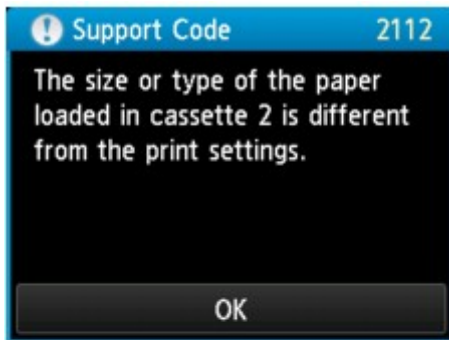 Support Code 2112
The size or type of the paper
loaded in cassette 2 is different
from the print settings.
OK